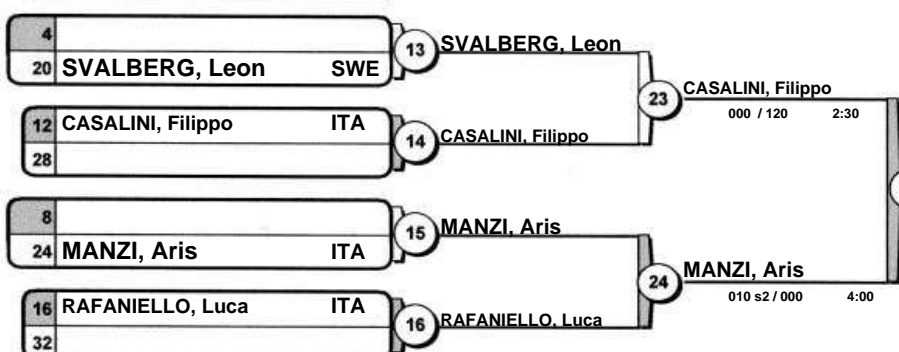 4
20 SVALBERG, Leon SWE
13 SVALBERG, Leon
12 CASALINI, Filippo ITA
28
14 CASALINI, Filippo
23 CASALINI, Filippo
000 / 120 2:30
8
24 MANZI, Aris ITA
15 MANZI, Aris
16 RAFANIELLO, Luca ITA
32
16 RAFANIELLO, Luca
24 MANZI, Aris
010 s2 / 000 4:00